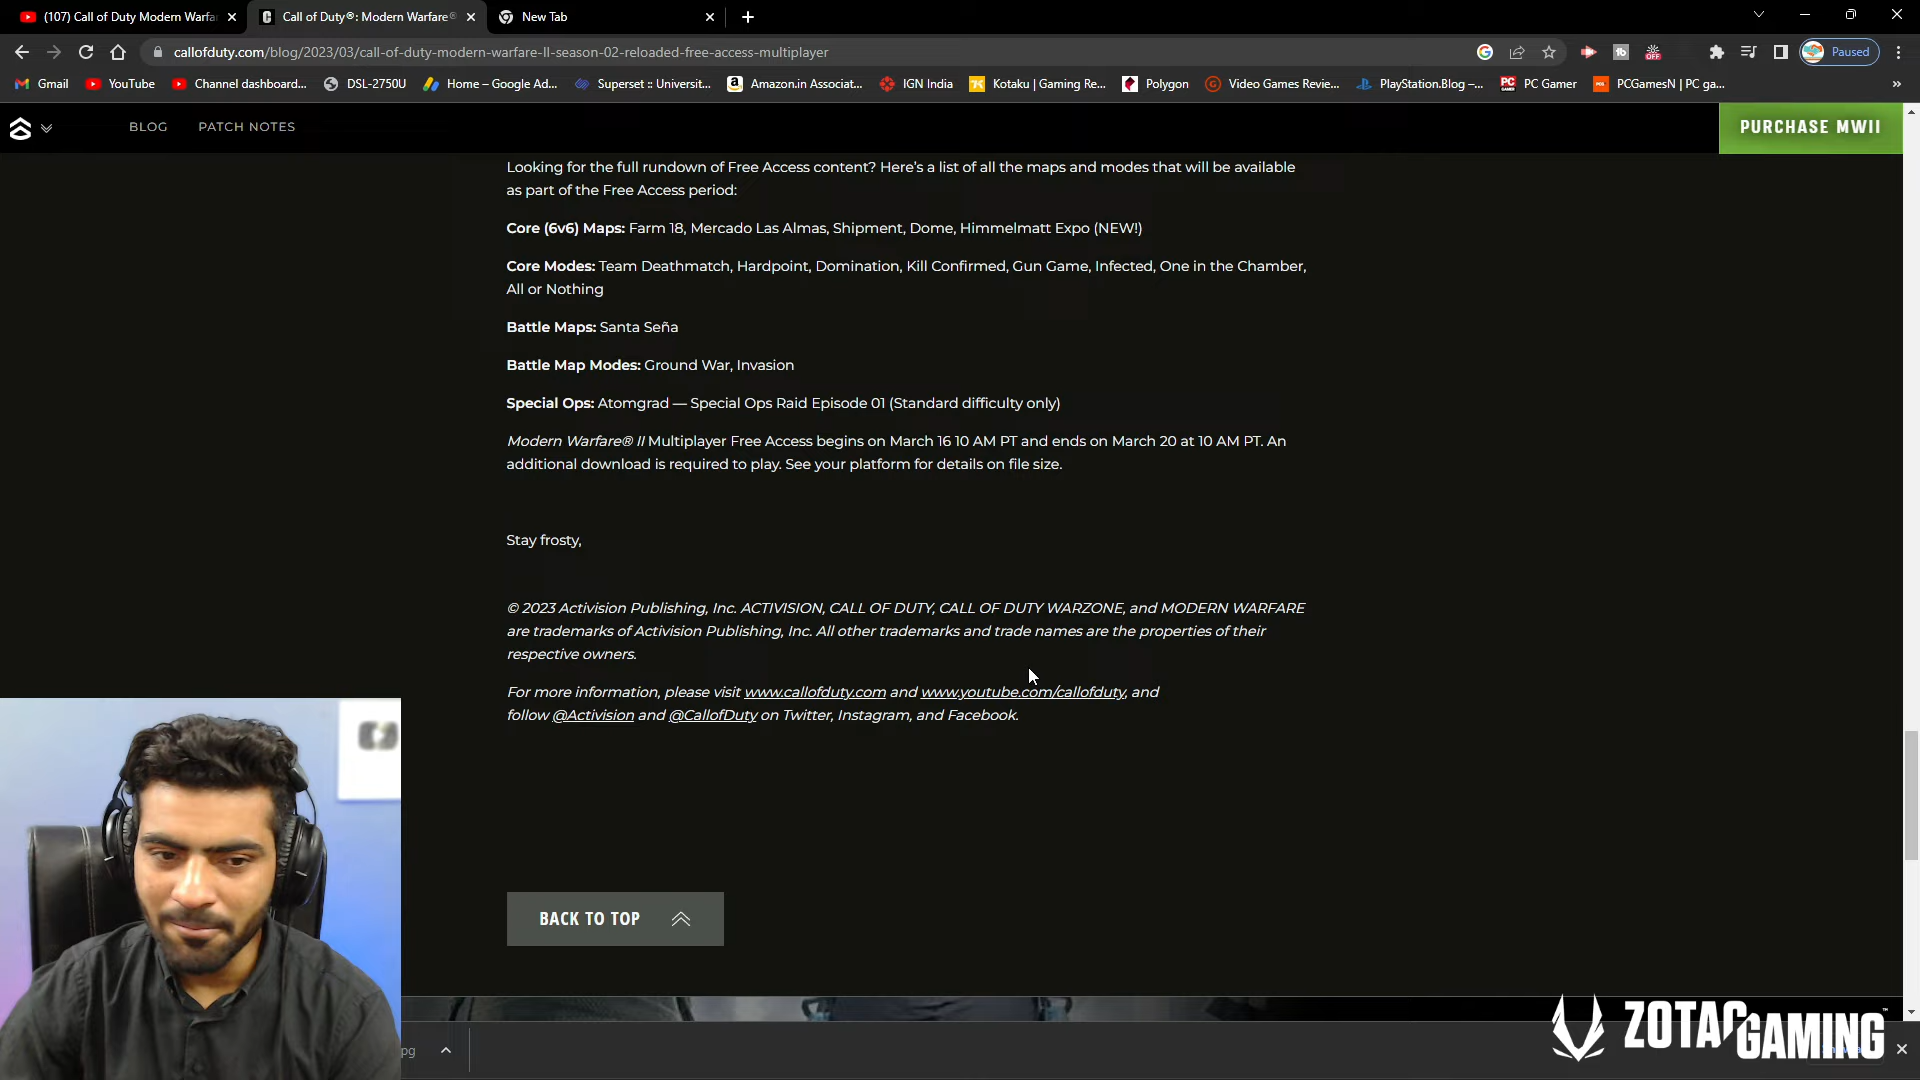 (107) Call of Duty Modern Warfa
Call of Duty®: Modern Warfare®
New Tab
callofduty.com/blog/2023/03/call-of-duty-modern-warfare-II-season-02-reloaded-free-access-multiplayer
Paused
Gmail
YouTube
Channel dashboard...
DSL-2750U
Home – Google Ad...
Superset :: Universit...
Amazon.in Associat...
IGN India
Kotaku | Gaming Re...
Polygon
Video Games Revie...
PlayStation.Blog –...
PC Gamer
PCGamesN | PC ga...
BLOG
PATCH NOTES
PURCHASE MWII
Looking for the full rundown of Free Access content? Here's a list of all the maps and modes that will be available
as part of the Free Access period:
Core (6v6) Maps: Farm 18, Mercado Las Almas, Shipment, Dome, Himmelmatt Expo (NEW!)
Core Modes: Team Deathmatch, Hardpoint, Domination, Kill Confirmed, Gun Game, Infected, One in the Chamber,
All or Nothing
Battle Maps: Santa Seña
Battle Map Modes: Ground War, Invasion
Special Ops: Atomgrad — Special Ops Raid Episode 01 (Standard difficulty only)
Modern Warfare® II Multiplayer Free Access begins on March 16 10 AM PT and ends on March 20 at 10 AM PT. An
additional download is required to play. See your platform for details on file size.
Stay frosty,
© 2023 Activision Publishing, Inc. ACTIVISION, CALL OF DUTY, CALL OF DUTY WARZONE, and MODERN WARFARE
are trademarks of Activision Publishing, Inc. All other trademarks and trade names are the properties of their
respective owners.
For more information, please visit www.callofduty.com and www.youtube.com/callofduty, and
follow @Activision and @CallofDuty on Twitter, Instagram, and Facebook.
BACK TO TOP
pg
ZOTAC GAMING